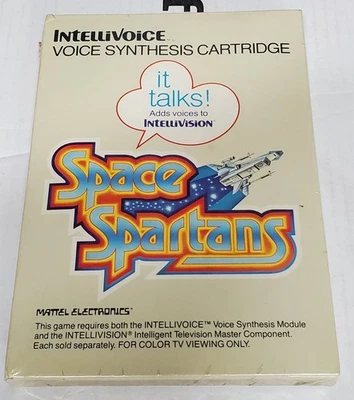 INTELLIVOICE™
VOICE SYNTHESIS CARTRIDGE
it
talks!
Adds voices to
INTELLIVISION®
Space
Spartans
MATTEL ELECTRONICS®
This game requires both the INTELLIVOICE™ Voice Synthesis Module
and the INTELLIVISION® Intelligent Television Master Component.
Each sold separately. FOR COLOR TV VIEWING ONLY.